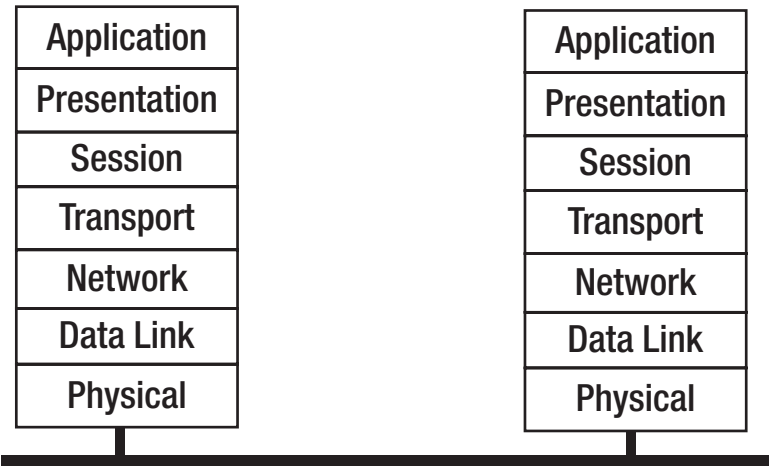 Application
Presentation
Session
Transport
Network
Data Link
Physical
Application
Presentation
Session
Transport
Network
Data Link
Physical